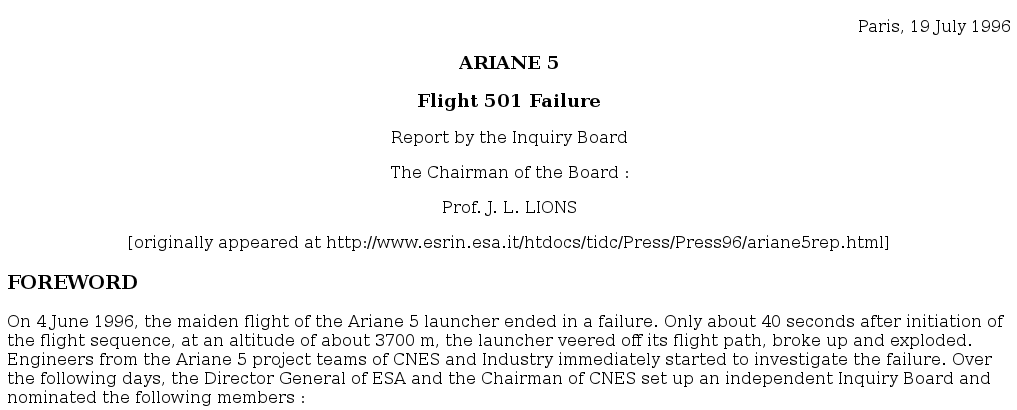 Paris, 19 July 1996
ARIANE 5
Flight 501 Failure
Report by the Inquiry Board
The Chairman of the Board :
Prof. J. L. LIONS
[originally appeared at http://www.esrin.esa.it/htdocs/tidc/Press/Press96/ariane5rep.html]
FOREWORD
On 4 June 1996, the maiden flight of the Ariane 5 launcher ended in a failure. Only about 40 seconds after initiation of
the flight sequence, at an altitude of about 3700 m, the launcher veered off its flight path, broke up and exploded.
Engineers from the Ariane 5 project teams of CNES and Industry immediately started to investigate the failure. Over
the following days, the Director General of ESA and the Chairman of CNES set up an independent Inquiry Board and
nominated the following members :